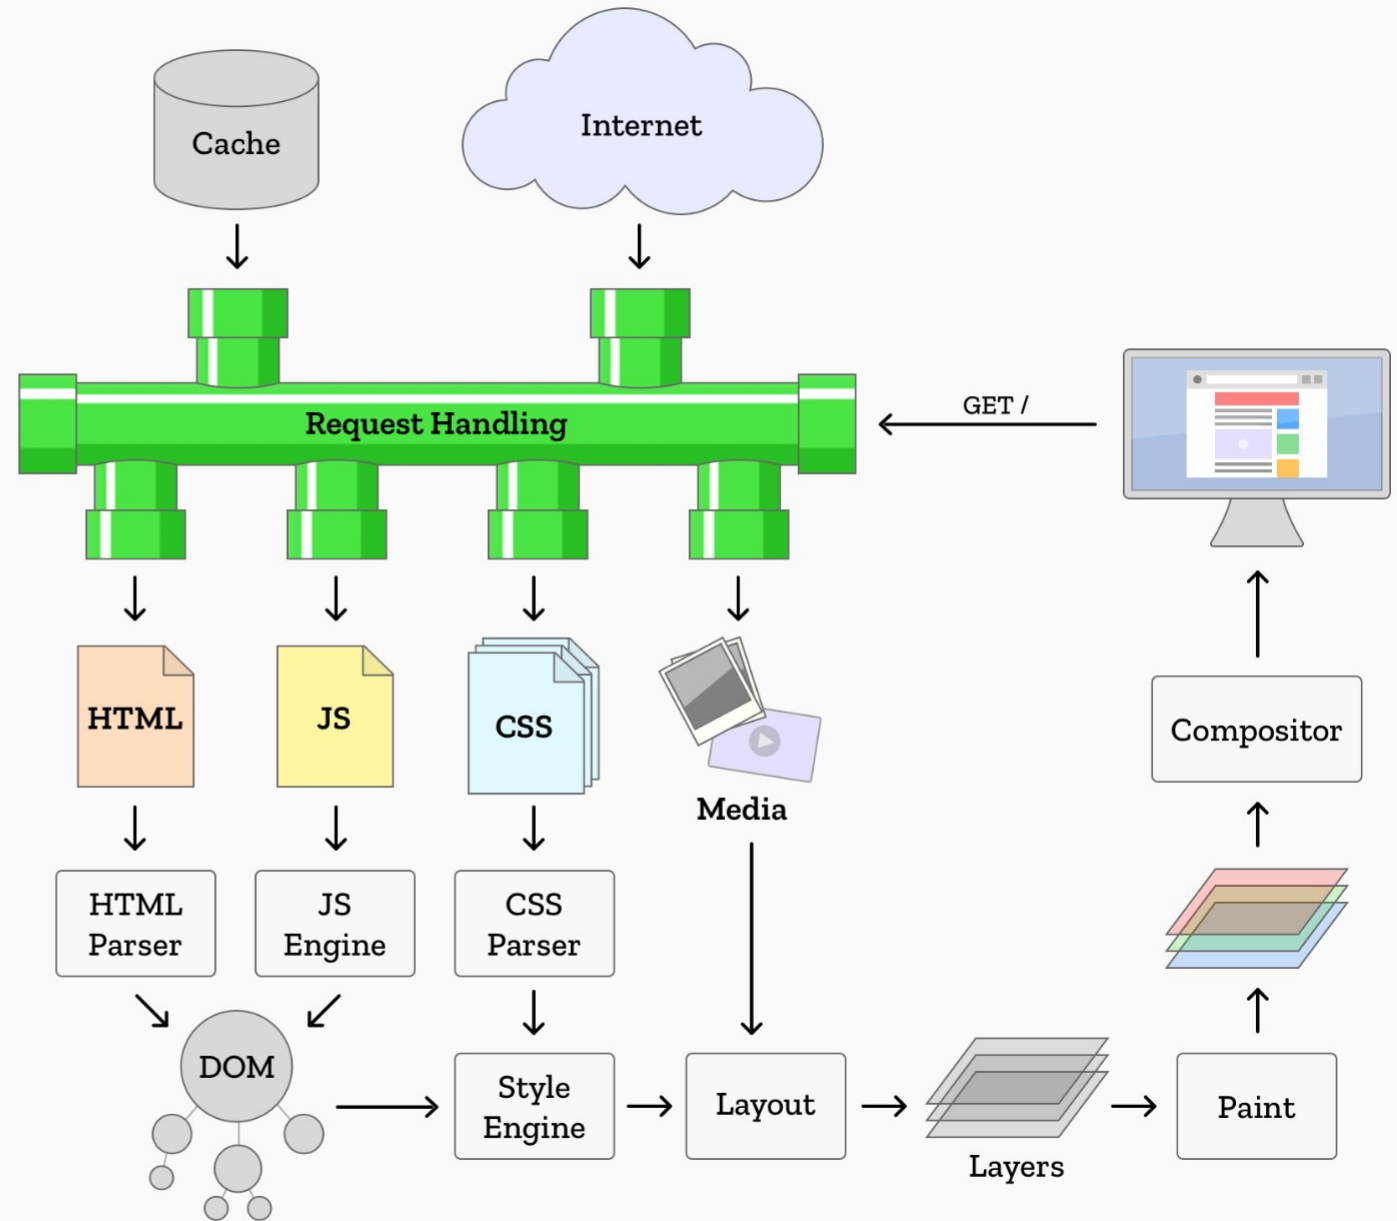 Cache
Internet
Request Handling
GET /
HTML
JS
CSS
Media
Compositor
HTML
Parser
JS
Engine
CSS
Parser
DOM
Style
Engine
Layout
Layers
Paint